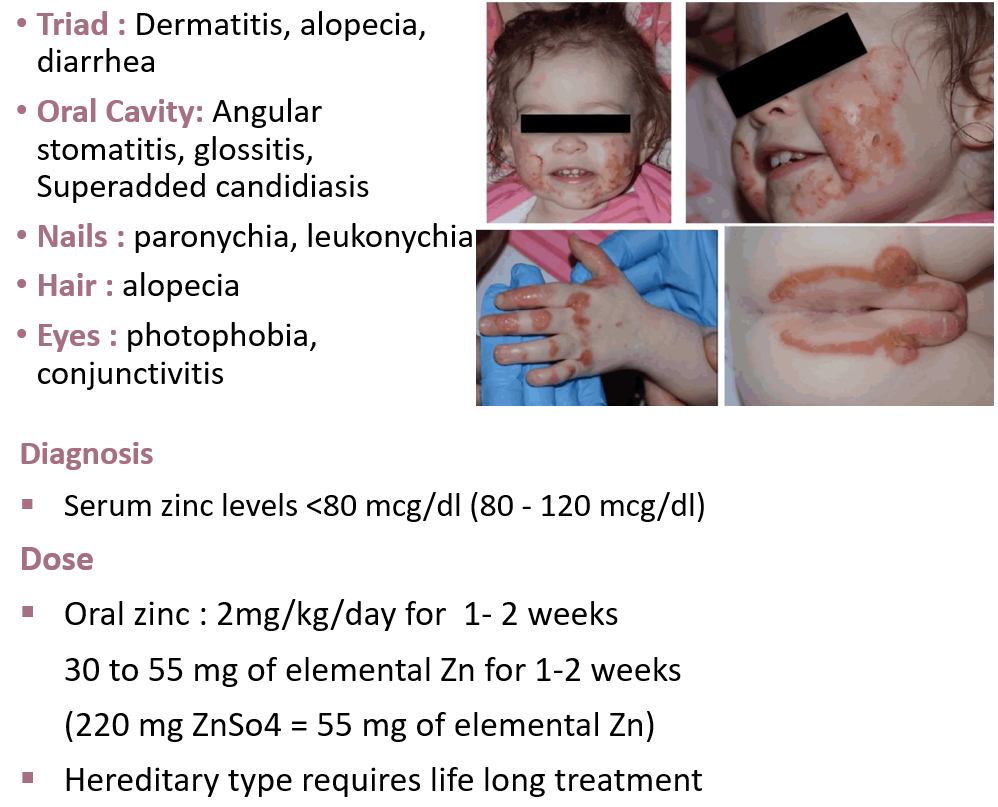 • Triad : Dermatitis, alopecia,
diarrhea
• Oral Cavity: Angular
stomatitis, glossitis,
Superadded candidiasis
• Nails : paronychia, leukonychia
• Hair : alopecia
• Eyes : photophobia,
conjunctivitis
Diagnosis
▪ Serum zinc levels <80 mcg/dl (80 - 120 mcg/dl)
Dose
▪ Oral zinc : 2mg/kg/day for 1- 2 weeks
30 to 55 mg of elemental Zn for 1-2 weeks
(220 mg ZnSo4 = 55 mg of elemental Zn)
▪ Hereditary type requires life long treatment